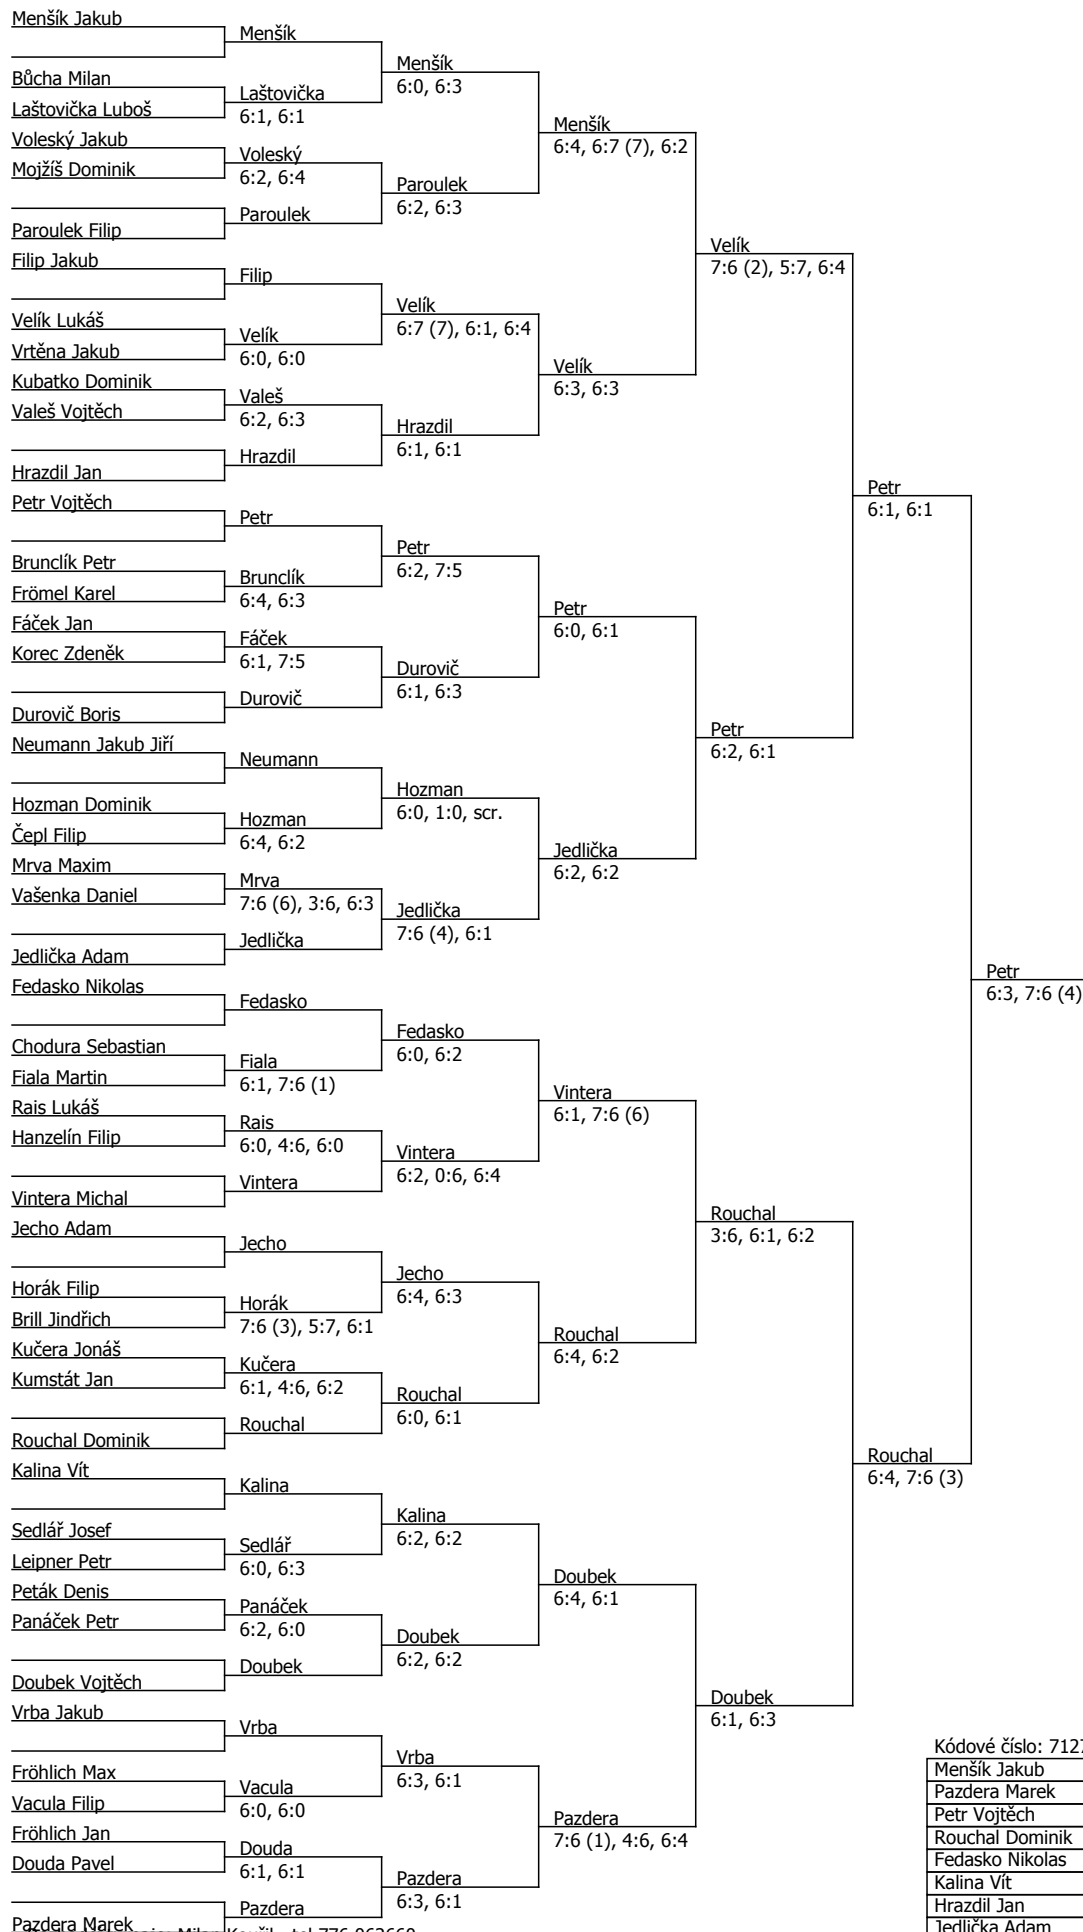 Menšík Jakub
Bůcha Milan
Laštovička Luboš
Voleský Jakub
Mojžíš Dominik
Paroulek Filip
Filip Jakub
Velík Lukáš
Vrtěna Jakub
Kubatko Dominik
Valeš Vojtěch
Hrazdil Jan
Petr Vojtěch
Brunclík Petr
Frömel Karel
Fáček Jan
Korec Zdeněk
Durovič Boris
Neumann Jakub Jiří
Hozman Dominik
Čepl Filip
Mrva Maxim
Vašenka Daniel
Jedlička Adam
Fedasko Nikolas
Chodura Sebastian
Fiala Martin
Rais Lukáš
Hanzelín Filip
Vintera Michal
Jecho Adam
Horák Filip
Brill Jindřich
Kučera Jonáš
Kumstát Jan
Rouchal Dominik
Kalina Vít
Sedlář Josef
Leipner Petr
Peták Denis
Panáček Petr
Doubek Vojtěch
Vrba Jakub
Fröhlich Max
Vacula Filip
Fröhlich Jan
Douda Pavel
Pazdera Marek
Menšík
Laštovička
6:1, 6:1
Voleský
6:2, 6:4
Paroulek
Filip
Velík
6:0, 6:0
Valeš
6:2, 6:3
Hrazdil
Petr
Brunclík
6:4, 6:3
Fáček
6:1, 7:5
Durovič
Neumann
Hozman
6:4, 6:2
Mrva
7:6 (6), 3:6, 6:3
Jedlička
Fedasko
Fiala
6:1, 7:6 (1)
Rais
6:0, 4:6, 6:0
Vintera
Jecho
Horák
7:6 (3), 5:7, 6:1
Kučera
6:1, 4:6, 6:2
Rouchal
Kalina
Sedlář
6:0, 6:3
Panáček
6:2, 6:0
Doubek
Vrba
Vacula
6:0, 6:0
Douda
6:1, 6:1
Pazdera
Menšík
6:0, 6:3
Paroulek
6:2, 6:3
Velík
6:7 (7), 6:1, 6:4
Hrazdil
6:1, 6:1
Petr
6:2, 7:5
Durovič
6:1, 6:3
Hozman
6:0, 1:0, scr.
Jedlička
7:6 (4), 6:1
Fedasko
6:0, 6:2
Vintera
6:2, 0:6, 6:4
Jecho
6:4, 6:3
Rouchal
6:0, 6:1
Kalina
6:2, 6:2
Doubek
6:2, 6:2
Vrba
6:3, 6:1
Pazdera
6:3, 6:1
Menšík
6:4, 6:7 (7), 6:2
Velík
6:3, 6:3
Petr
6:0, 6:1
Jedlička
6:2, 6:2
Vintera
6:1, 7:6 (6)
Rouchal
6:4, 6:2
Doubek
6:4, 6:1
Pazdera
7:6 (1), 4:6, 6:4
Velík
7:6 (2), 5:7, 6:4
Petr
6:2, 6:1
Rouchal
3:6, 6:1, 6:2
Doubek
6:1, 6:3
Petr
6:1, 6:1
Rouchal
6:4, 7:6 (3)
Petr
6:3, 7:6 (4)
Kódové číslo: 7127
Menšík Jakub
Pazdera Marek
Petr Vojtěch
Rouchal Dominik
Fedasko Nikolas
Kalina Vít
Hrazdil Jan
Jedlička Adam